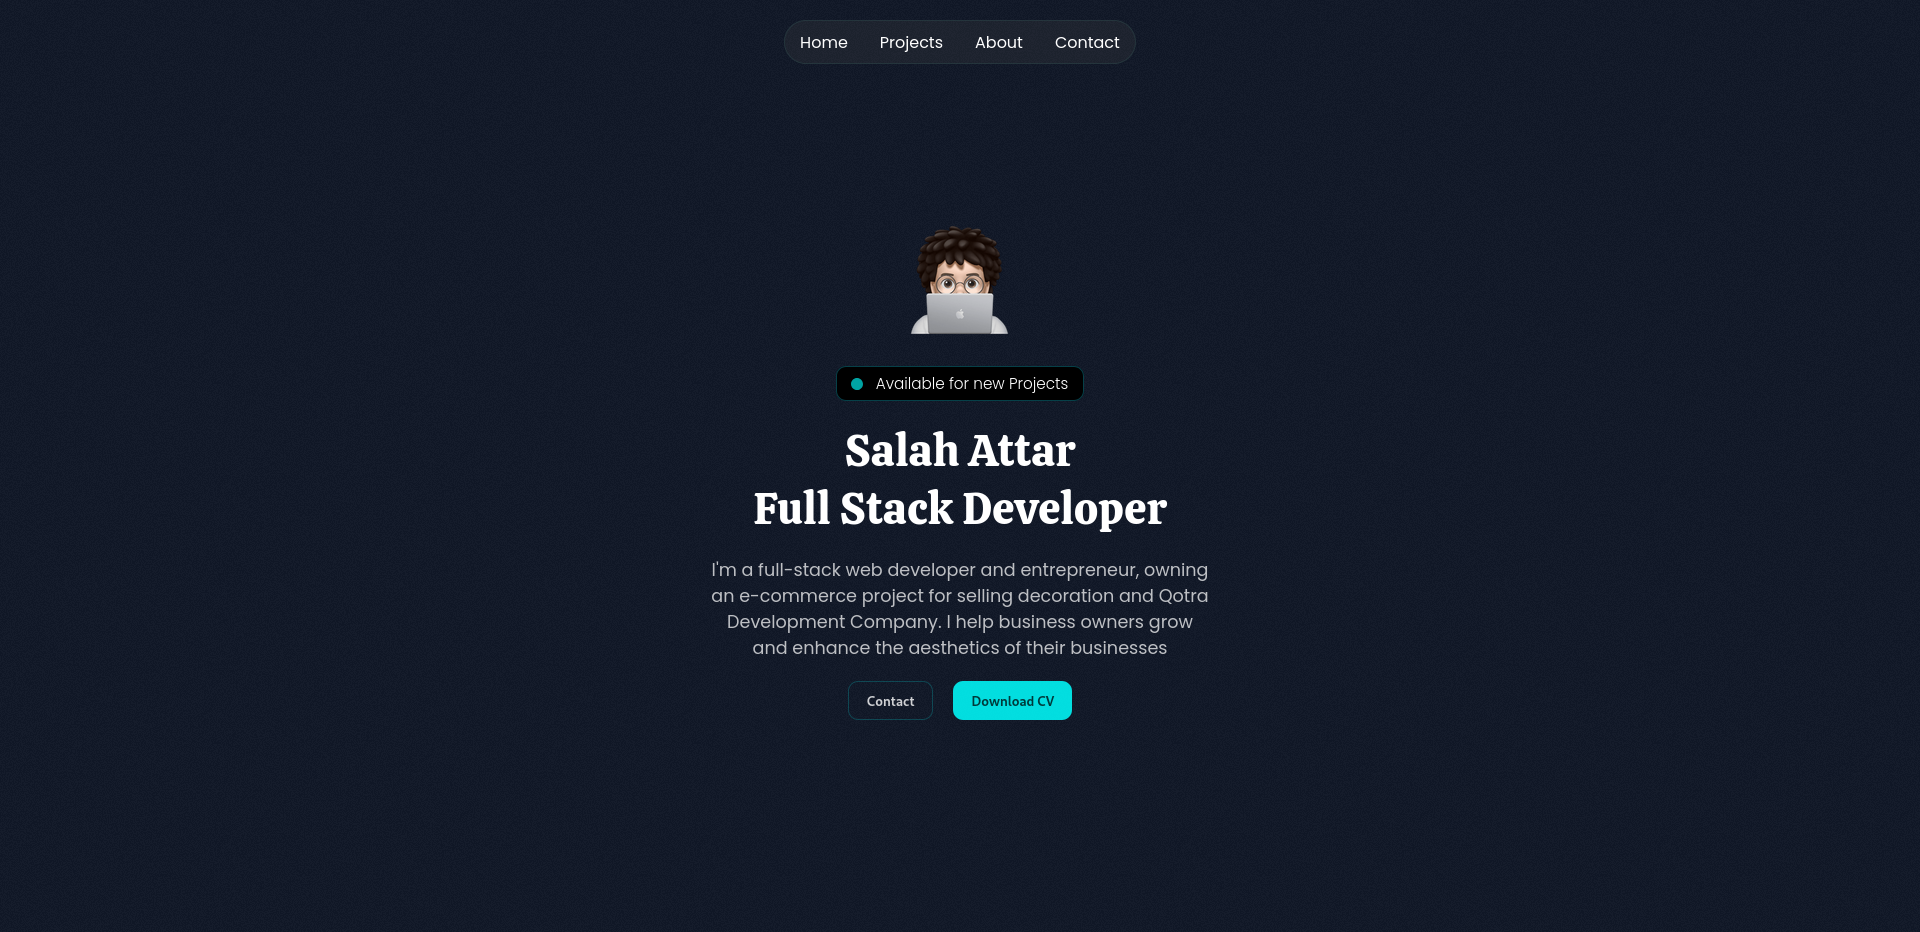 Home Projects About Contact
Available for new Projects
Salah Attar
Full Stack Developer
I'm a full-stack web developer and entrepreneur, owning
an e-commerce project for selling decoration and Qotra
Development Company. I help business owners grow
and enhance the aesthetics of their businesses
Contact Download CV